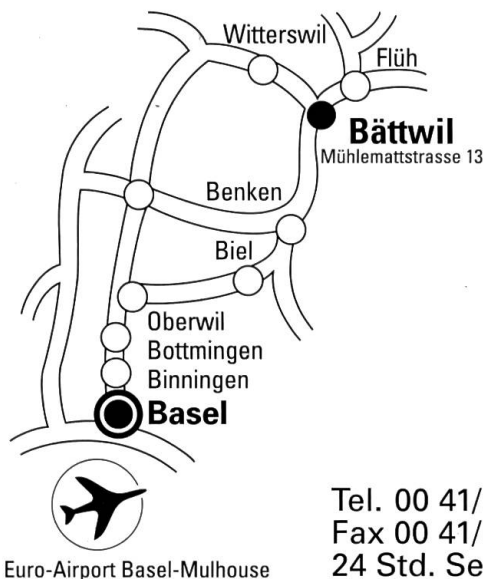 Witterswil
Flüh
Bättwil
Mühlemattstrasse 13
Benken
Biel
Oberwil
Bottmingen
Binningen
Basel
Tel. 00 41/
Fax 00 41/
24 Std. Se
Euro-Airport Basel-Mulhouse